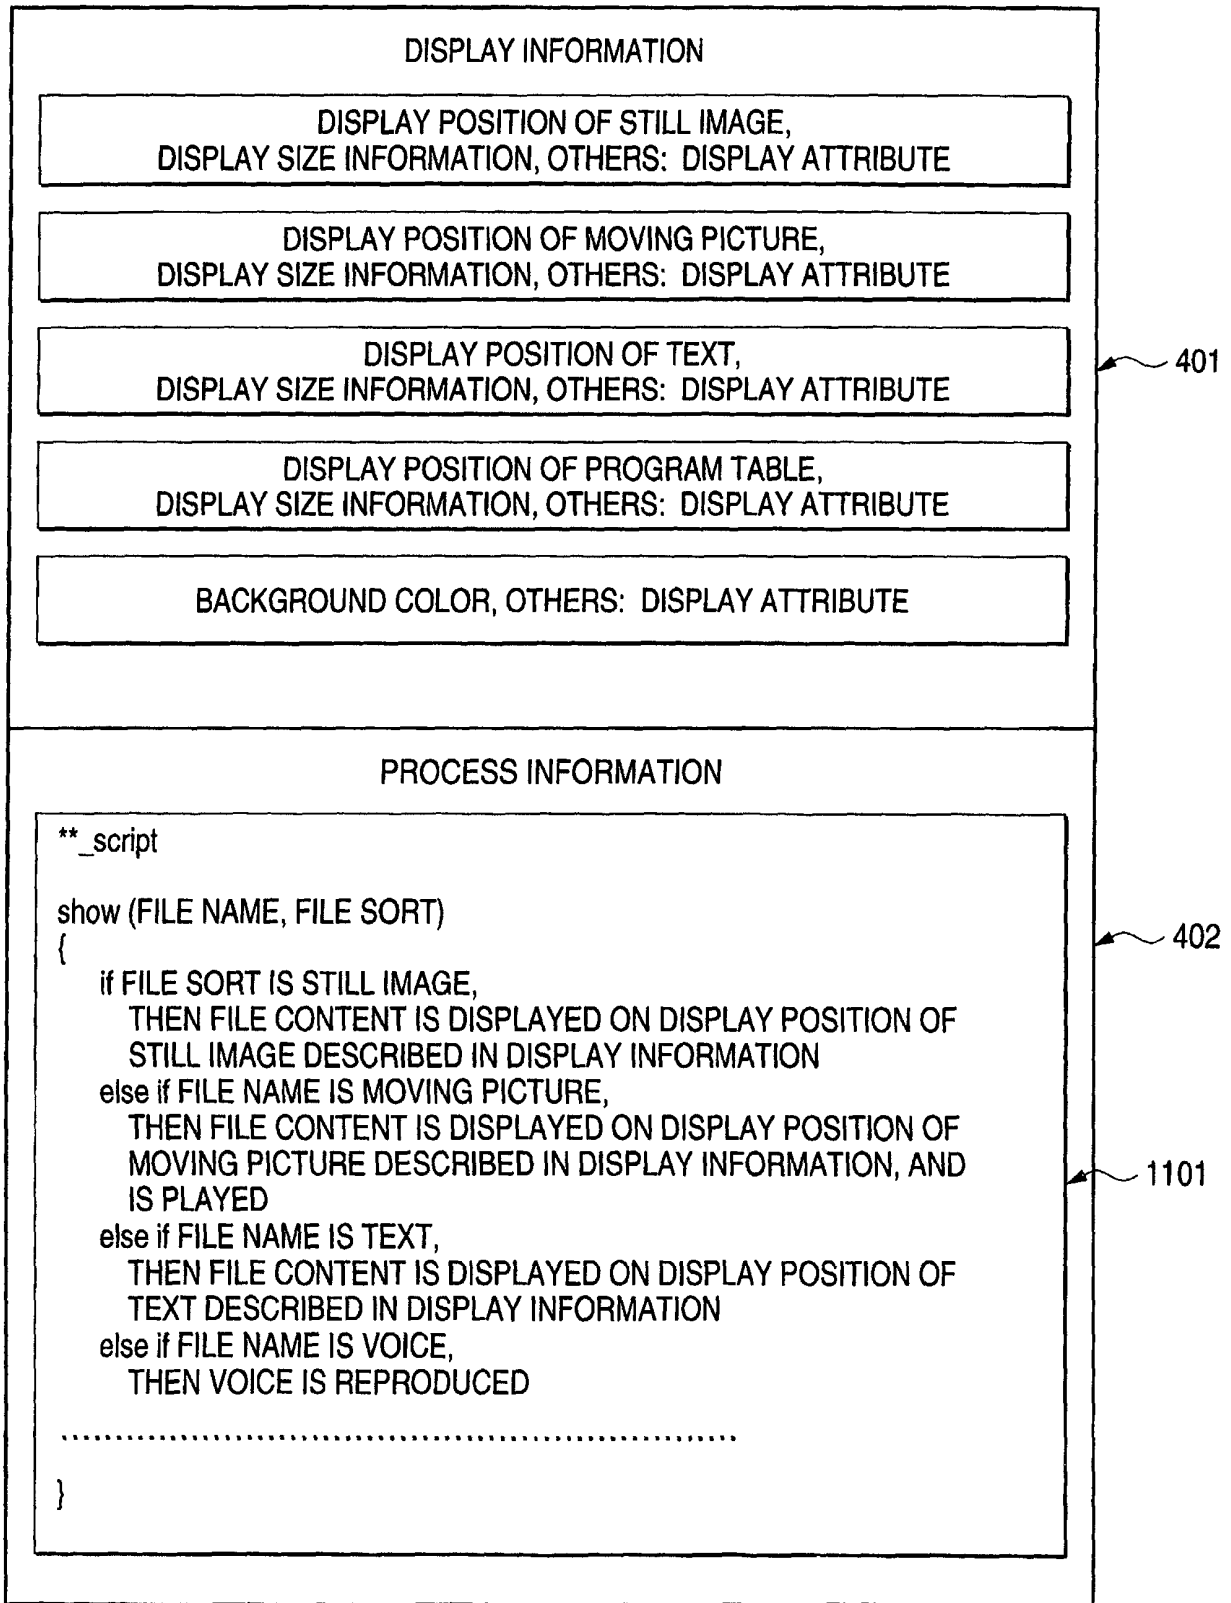 DISPLAY INFORMATION
DISPLAY POSITION OF STILL IMAGE,
DISPLAY SIZE INFORMATION, OTHERS: DISPLAY ATTRIBUTE
DISPLAY POSITION OF MOVING PICTURE,
DISPLAY SIZE INFORMATION, OTHERS: DISPLAY ATTRIBUTE
DISPLAY POSITION OF TEXT,
DISPLAY SIZE INFORMATION, OTHERS: DISPLAY ATTRIBUTE
401
DISPLAY POSITION OF PROGRAM TABLE,
DISPLAY SIZE INFORMATION, OTHERS: DISPLAY ATTRIBUTE
BACKGROUND COLOR, OTHERS: DISPLAY ATTRIBUTE
PROCESS INFORMATION
**_script
show (FILE NAME, FILE SORT)
{
402
if FILE SORT IS STILL IMAGE,
THEN FILE CONTENT IS DISPLAYED ON DISPLAY POSITION OF
STILL IMAGE DESCRIBED IN DISPLAY INFORMATION
else if FILE NAME IS MOVING PICTURE,
THEN FILE CONTENT IS DISPLAYED ON DISPLAY POSITION OF
MOVING PICTURE DESCRIBED IN DISPLAY INFORMATION, AND
IS PLAYED
1101
else if FILE NAME IS TEXT,
THEN FILE CONTENT IS DISPLAYED ON DISPLAY POSITION OF
TEXT DESCRIBED IN DISPLAY INFORMATION
else if FILE NAME IS VOICE,
THEN VOICE IS REPRODUCED
................................................................
}